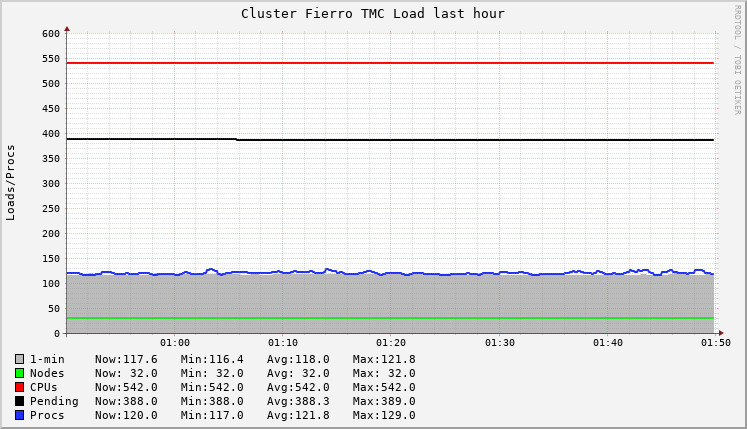 Cluster Fierro TMC Load last hour
RRDTOOL / TOBI OETIKER
Loads/Procs
600
550
500
450
400
350
300
250
200
150
100
50
0
01:00 01:10 01:20 01:30 01:40 01:50
1-min Now:117.6 Min:116.4 Avg:118.0 Max:121.8
Nodes Now: 32.0 Min: 32.0 Avg: 32.0 Max: 32.0
CPUs Now:542.0 Min:542.0 Avg:542.0 Max:542.0
Pending Now:388.0 Min:388.0 Avg:388.3 Max:389.0
Procs Now:120.0 Min:117.0 Avg:121.8 Max:129.0